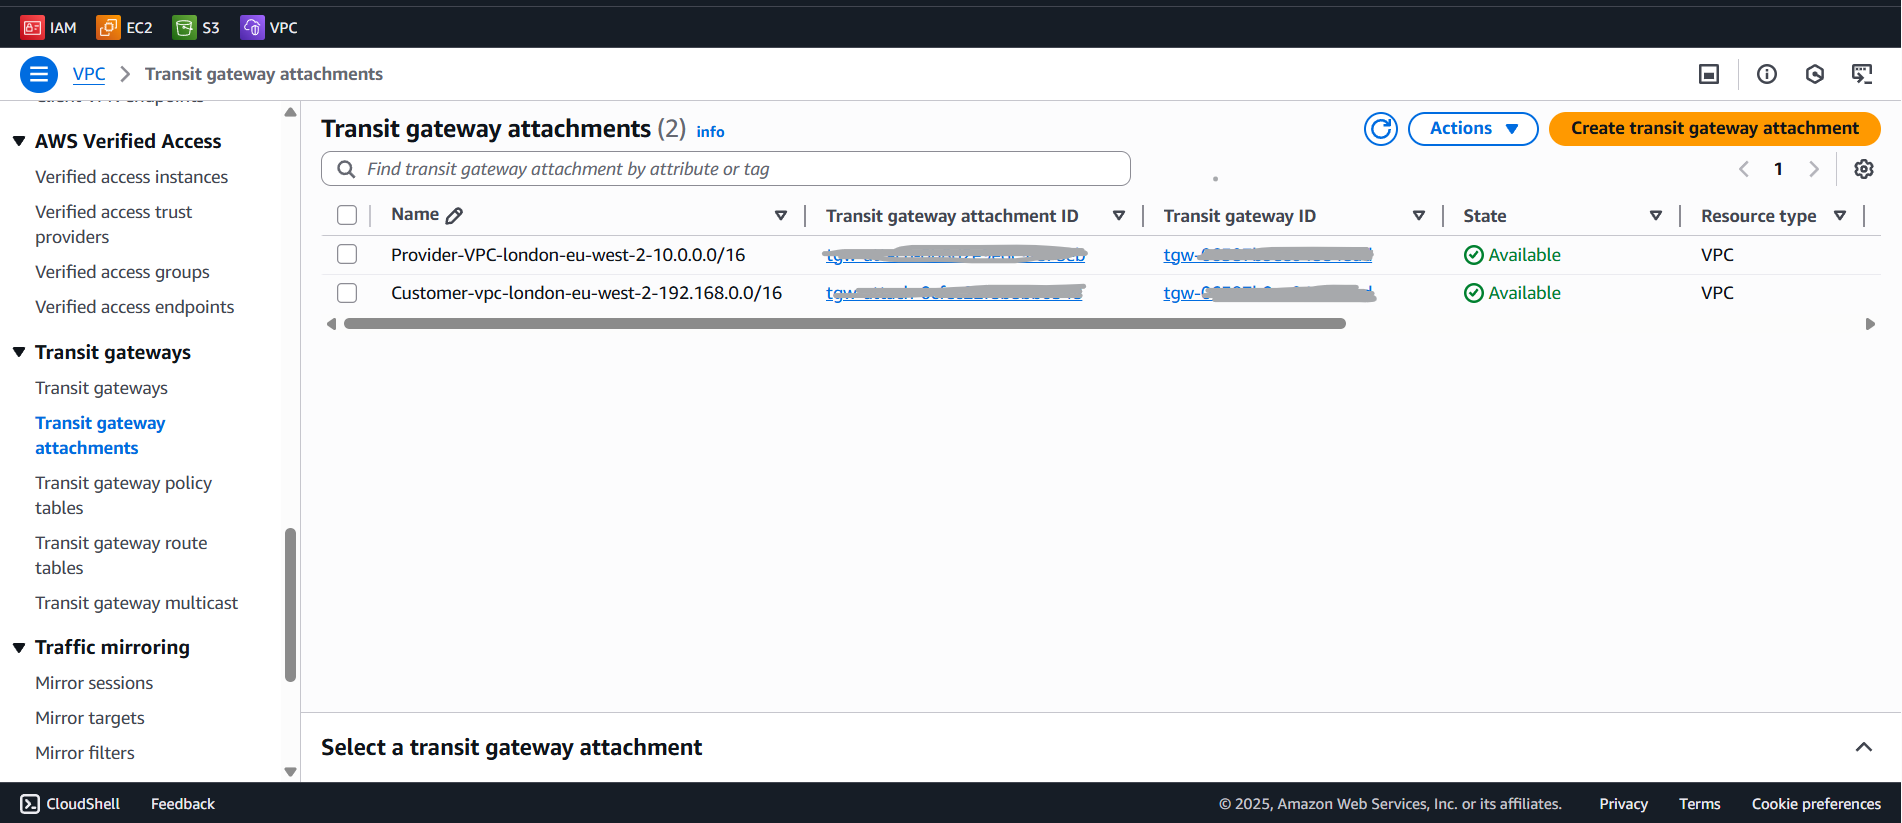 IAM EC2 S3 VPC
VPC > Transit gateway attachments
AWS Verified Access
Verified access instances
Verified access trust
providers
Verified access groups
Verified access endpoints
Transit gateways
Transit gateways
Transit gateway
attachments
Transit gateway policy
tables
Transit gateway route
tables
Transit gateway multicast
Traffic mirroring
Mirror sessions
Mirror targets
Mirror filters
Transit gateway attachments (2) info
Actions
Create transit gateway attachment
Find transit gateway attachment by attribute or tag
1
Name Transit gateway attachment ID Transit gateway ID State Resource type
Provider-VPC-london-eu-west-2-10.0.0.0/16 tgw- Available VPC
Customer-vpc-london-eu-west-2-192.168.0.0/16 tgw- Available VPC
Select a transit gateway attachment
CloudShell Feedback © 2025, Amazon Web Services, Inc. or its affiliates. Privacy Terms Cookie preferences